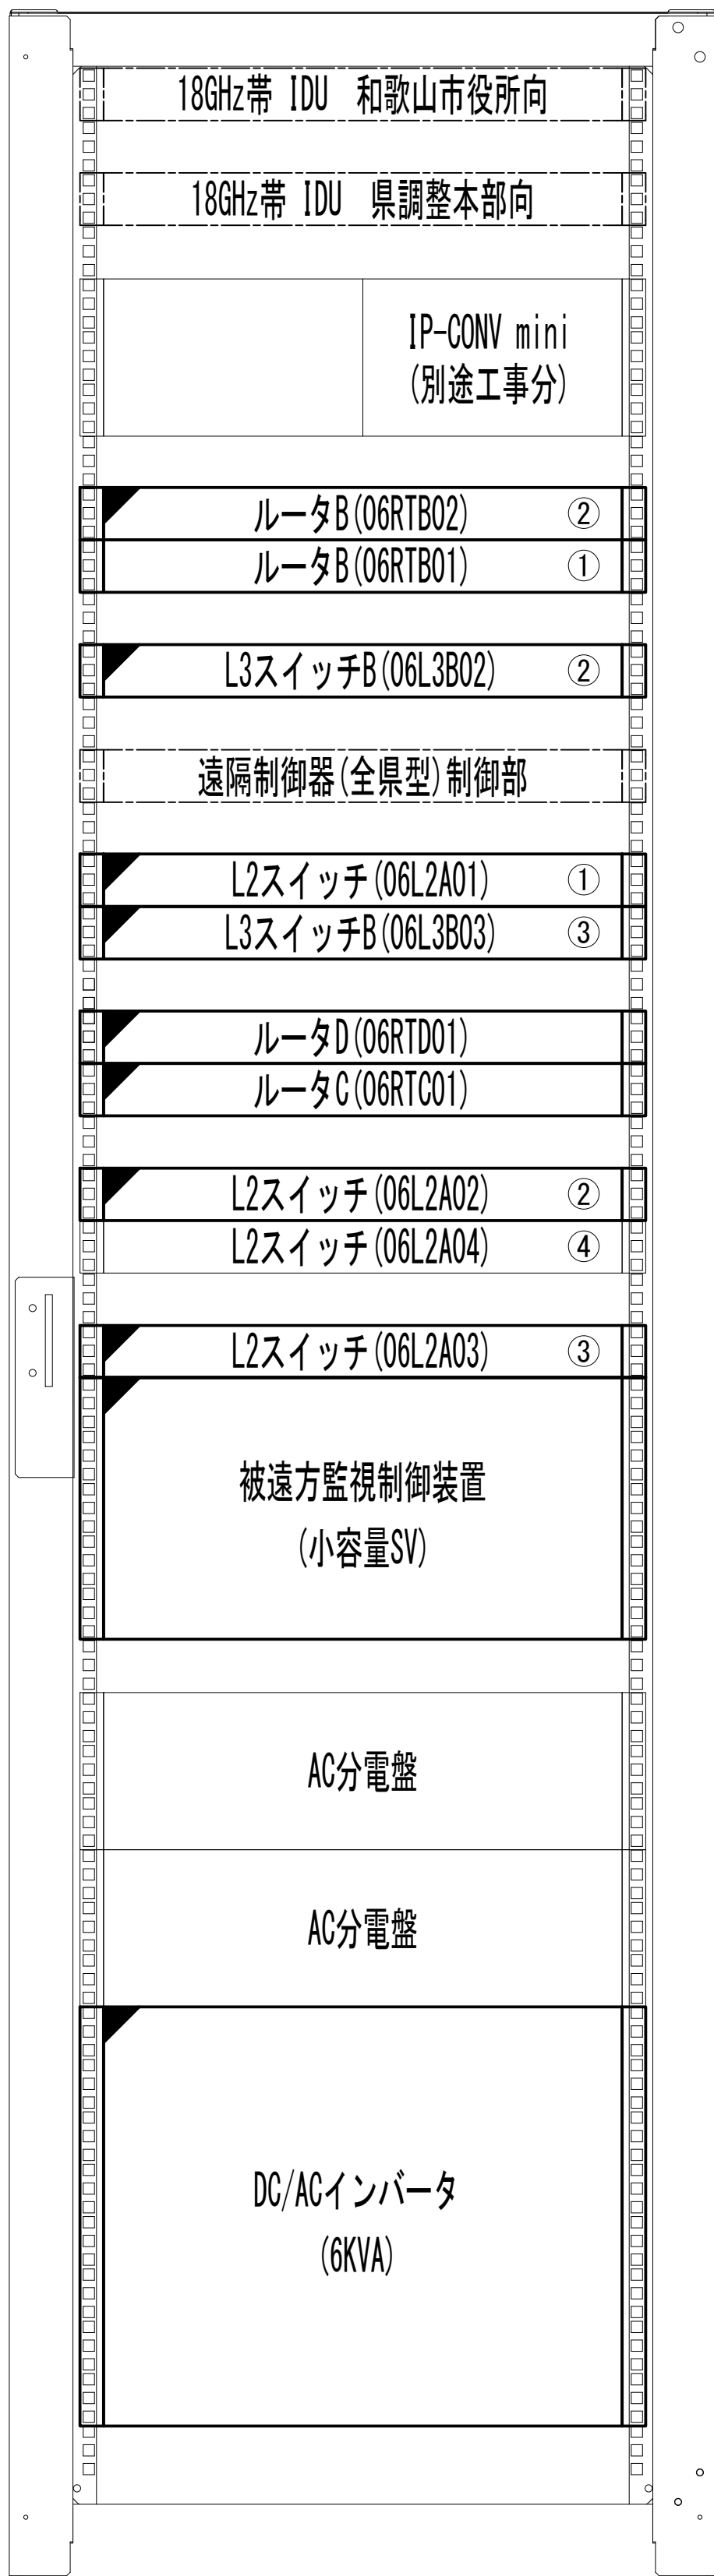 18GHz帯 IDU　和歌山市役所向
18GHz帯 IDU　県調整本部向
IP-CONV mini
(別途工事分)
ルータB(06RTB02) ②
ルータB(06RTB01) ①
L3スイッチB(06L3B02) ②
遠隔制御器(全県型)制御部
L2スイッチ(06L2A01) ①
L3スイッチB(06L3B03) ③
ルータD(06RTD01)
ルータC(06RTC01)
L2スイッチ(06L2A02) ②
L2スイッチ(06L2A04) ④
L2スイッチ(06L2A03) ③
被遠方監視制御装置
(小容量SV)
AC分電盤
AC分電盤
DC/ACインバータ
(6KVA)